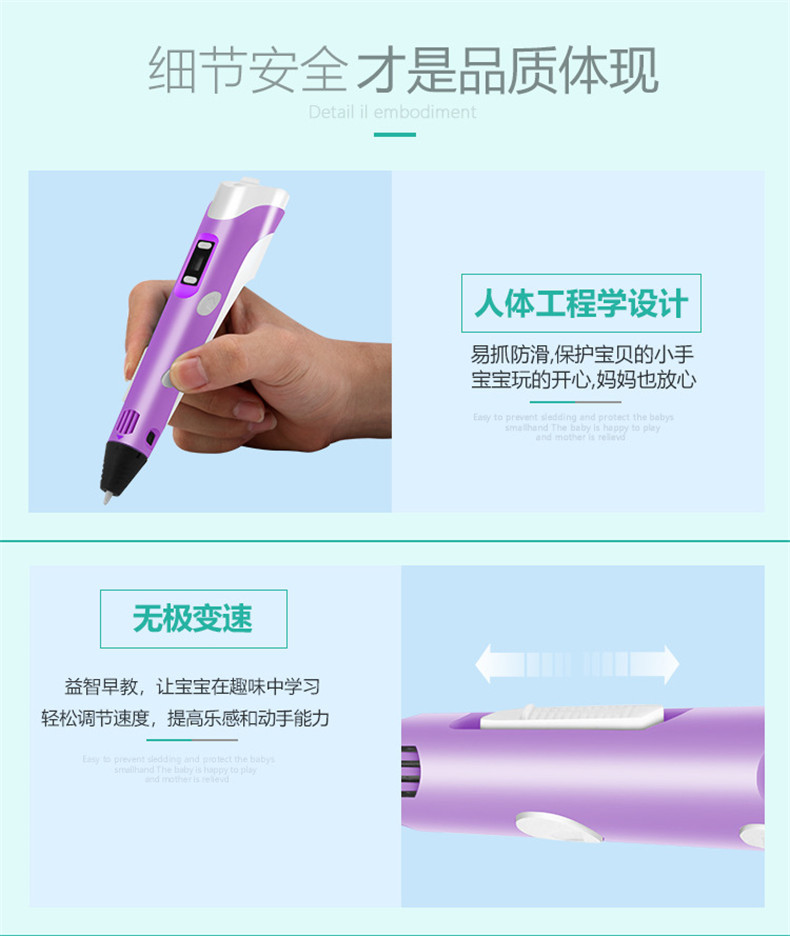 细节安全才是品质体现
Detail il embodiment
人体工程学设计
易抓防滑,保护宝贝的小手
宝宝玩的开心,妈妈也放心
Easy to prevent sledding and protect the babys
smallhand The baby is happy to play
and mother is relievd
无极变速
益智早教，让宝宝在趣味中学习
轻松调节速度，提高乐感和动手能力
Easy to prevent sledding and protect the babys
smallhand The baby is happy to play
and mother is relievd